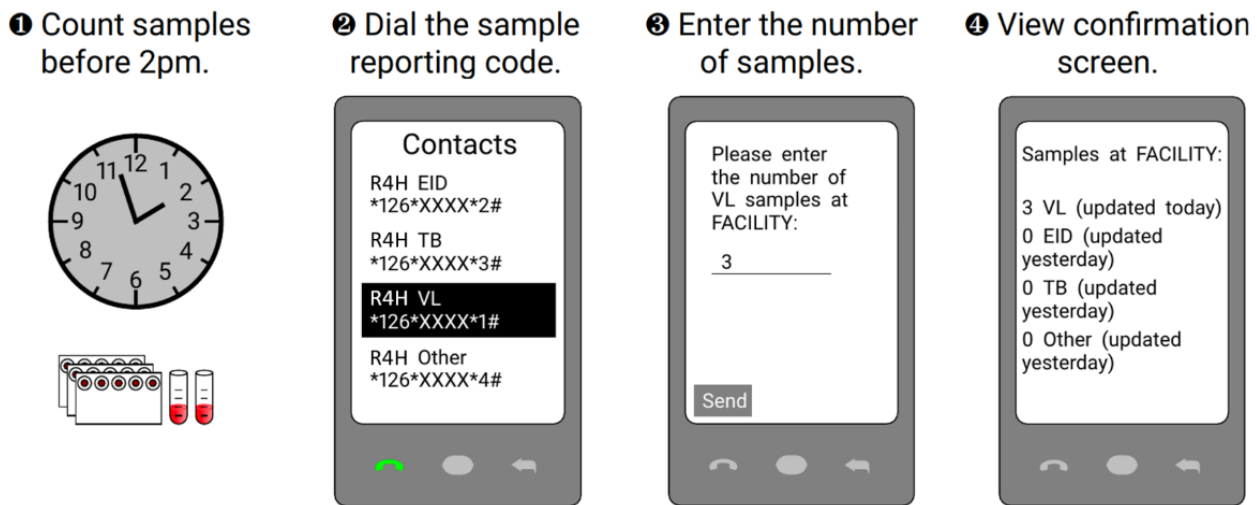 ❶ Count samples
before 2pm.
11 12 1
10 2
9 3
8 4
7 6 5
❷ Dial the sample
reporting code.
Contacts
R4H EID
*126*XXXX*2#
R4H TB
*126*XXXX*3#
R4H VL
*126*XXXX*1#
R4H Other
*126*XXXX*4#
❸ Enter the number
of samples.
Please enter
the number of
VL samples at
FACILITY:
3
Send
❹ View confirmation
screen.
Samples at FACILITY:
3 VL (updated today)
0 EID (updated
yesterday)
0 TB (updated
yesterday)
0 Other (updated
yesterday)